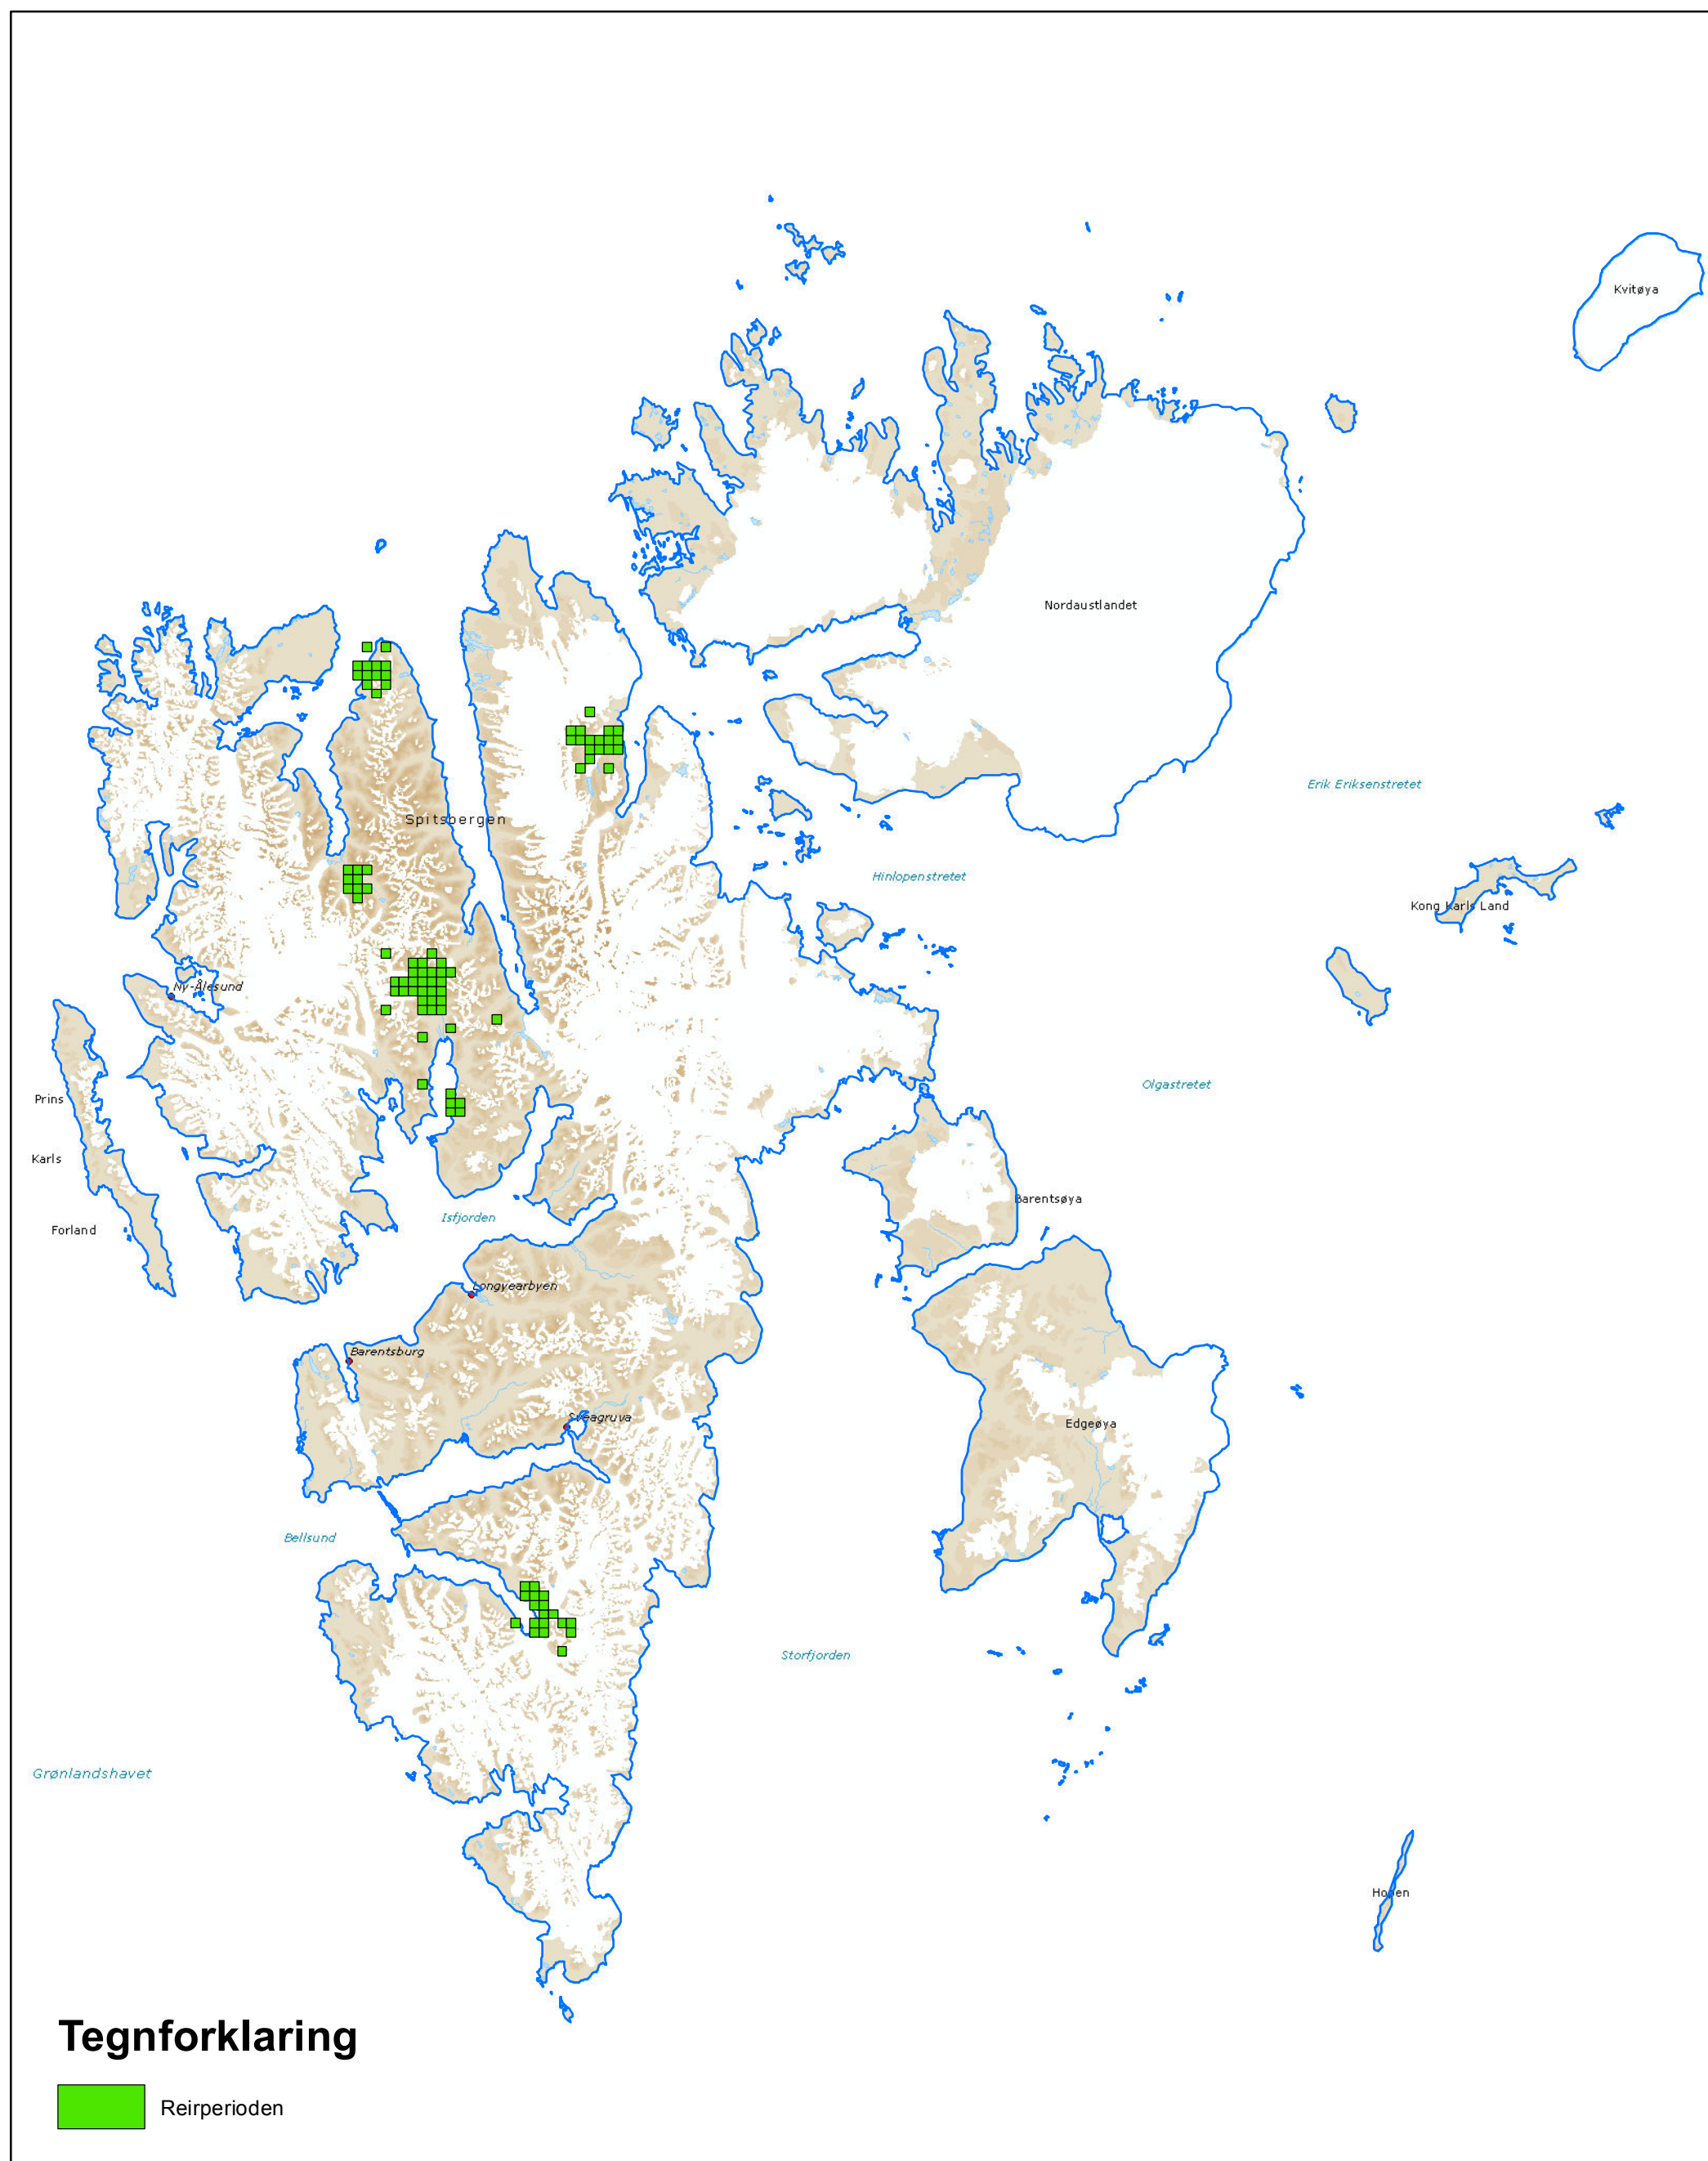 Kvitøya
Nordaustlandet
Erik Eriksenstretet
Spitsbergen
Hinlopenstretet
Kong Karls Land
Ny-Ålesund
Olgastretet
Prins
Karls
Forland
Barentsøya
Isfjorden
Longyearbyen
Barentsburg
Sveagruva
Edgeøya
Bellsund
Storfjorden
Grønlandshavet
Hopen
Tegnforklaring
Reirperioden